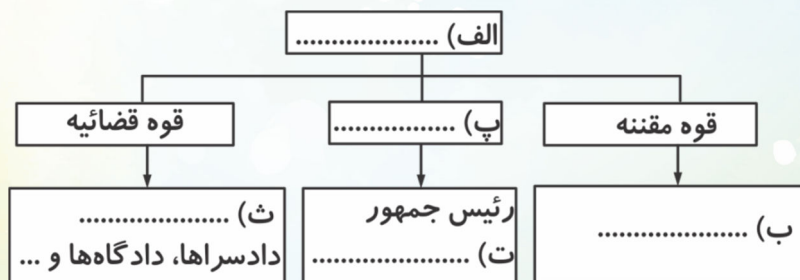 الف) ....................
قوه مقننه
پ) .................
قوه قضائیه
ب) .....................
رئیس جمهور
ت) ......................
ث) .....................
دادسراها، دادگاه‌ها و ...